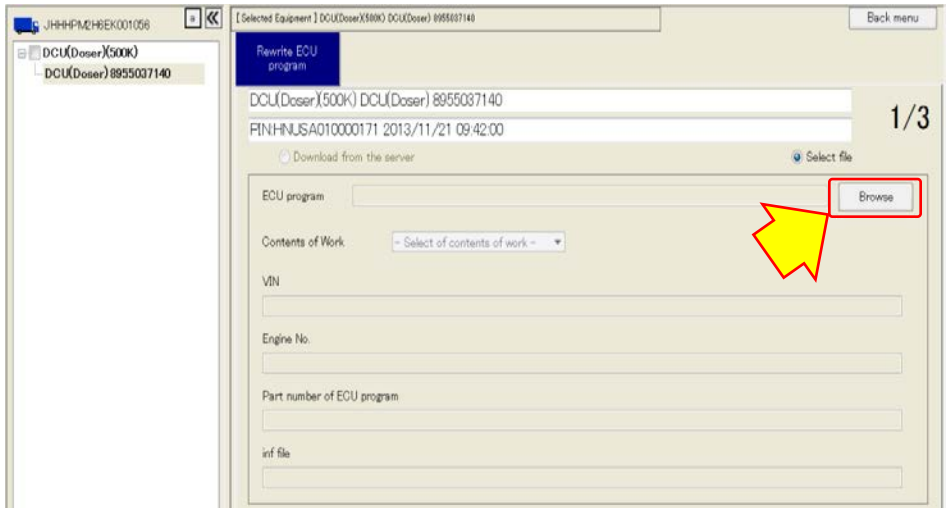 JHHHPM2H6EK001056
[ Selected Equipment ] DCU(Doser)(500K) DCU(Doser) 8955037140
Back menu
DCU(Doser)(500K)
DCU(Doser) 8955037140
Rewrite ECU
program
DCU(Doser)(500K) DCU(Doser) 8955037140
1/3
PIN:HNUSA010000171 2013/11/21 09:42:00
Download from the server
Select file
ECU program
Browse
Contents of Work
- Select of contents of work -
VIN
Engine No.
Part number of ECU program
inf file